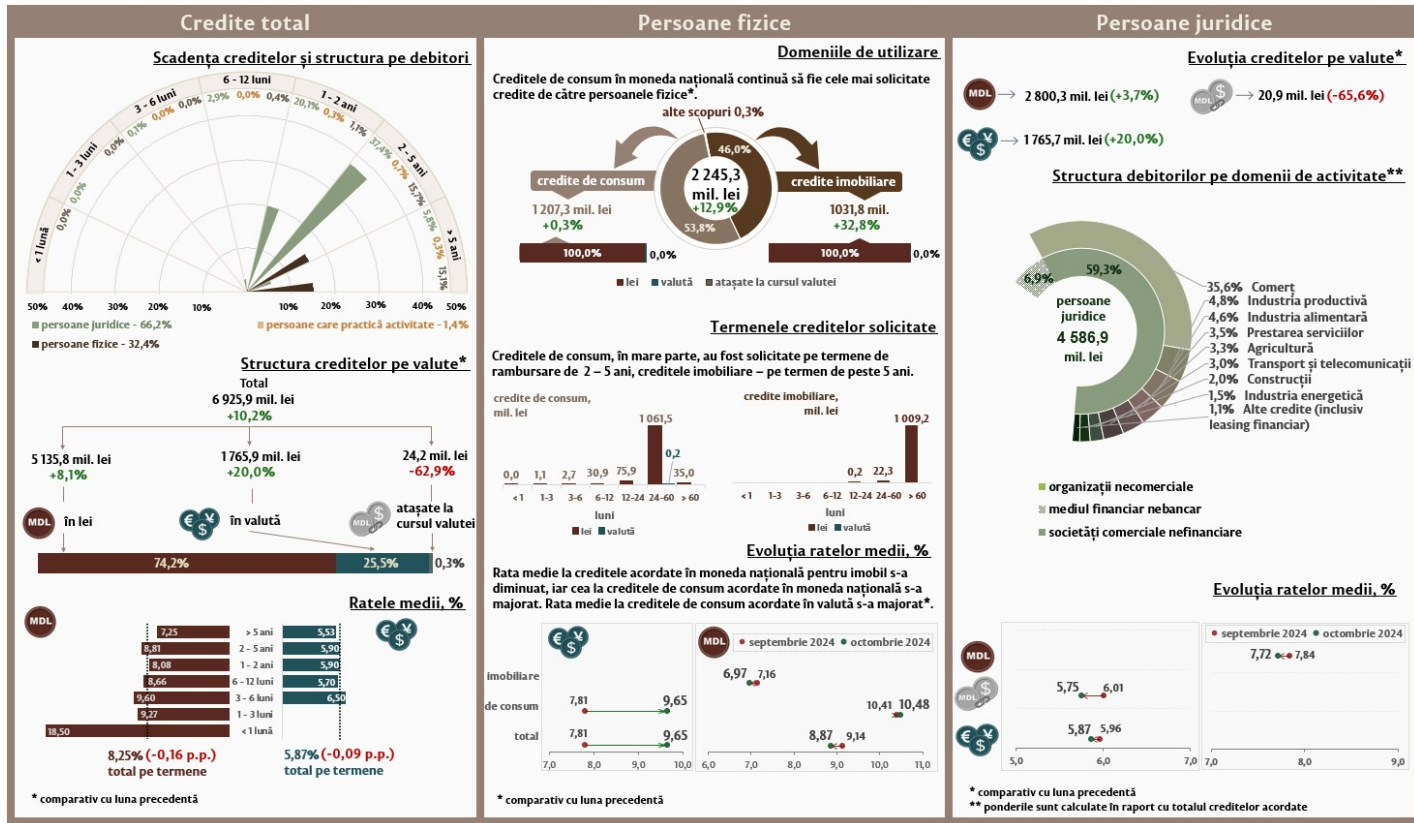 Credite total
Scadența creditelor și structura pe debitori
< 1 lună
1 - 3 luni
3 - 6 luni
6 - 12 luni
1 - 2 ani
2 - 5 ani
> 5 ani
0,0%
0,0%
0,0%
0,1%
0,0%
0,0%
2,9%
0,0%
0,4%
20,1%
0,3%
1,1%
37,4%
0,7%
15,7%
5,8%
0,3%
15,1%
50% 40% 30% 20% 10% 10% 20% 30% 40% 50%
persoane juridice - 66,2%
persoane care practică activitate - 1,4%
persoane fizice - 32,4%
Structura creditelor pe valute*
Total
6 925,9 mil. lei
+10,2%
5 135,8 mil. lei
+8,1%
1 765,9 mil. lei
+20,0%
24,2 mil. lei
-62,9%
MDL
în lei
€ ¥ $
în valută
MDL $
atașate la
cursul valutei
74,2% 25,5% 0,3%
Ratele medii, %
MDL
€ ¥ $
7,25 > 5 ani 5,53
8,81 2 - 5 ani 5,90
8,08 1 - 2 ani 5,90
8,66 6 - 12 luni 5,70
9,60 3 - 6 luni 6,50
9,27 1 - 3 luni
18,50 < 1 lună
8,25% (-0,16 p.p.)
total pe termene
5,87% (-0,09 p.p.)
total pe termene
* comparativ cu luna precedentă
Persoane fizice
Domeniile de utilizare
Creditele de consum în moneda națională continuă să fie cele mai solicitate
credite de către persoanele fizice*.
alte scopuri 0,3%
46,0%
2 245,3
mil. lei
+12,9%
53,8%
credite de consum
1 207,3 mil. lei
+0,3%
credite imobiliare
1031,8 mil.
+32,8%
100,0% 0,0%
100,0% 0,0%
lei valută atașate la cursul valutei
Termenele creditelor solicitate
Creditele de consum, în mare parte, au fost solicitate pe termene de
rambursare de 2 – 5 ani, creditele imobiliare – pe termen de peste 5 ani.
credite de consum,
mil. lei
0,0 1,1 2,7 30,9 75,9 1 061,5 0,2 35,0
< 1 1-3 3-6 6-12 12-24 24-60 > 60
luni
lei valută
credite imobiliare,
mil. lei
0,2 22,3 1 009,2
< 1 1-3 3-6 6-12 12-24 24-60 > 60
luni
lei valută
Evoluția ratelor medii, %
Rata medie la creditele acordate în moneda națională pentru imobil s-a
diminuat, iar cea la creditele de consum acordate în moneda națională s-a
majorat. Rata medie la creditele de consum acordate în valută s-a majorat*.
€ ¥ $
MDL
septembrie 2024 octombrie 2024
imobiliare
6,97 7,16
de consum
7,81 9,65
10,41 10,48
total
7,81 9,65
8,87 9,14
7,0 8,0 9,0 10,0
6,0 7,0 8,0 9,0 10,0 11,0
* comparativ cu luna precedentă
Persoane juridice
Evoluția creditelor pe valute*
MDL
2 800,3 mil. lei (+3,7%)
MDL $
20,9 mil. lei (-65,6%)
€ ¥ $
1 765,7 mil. lei (+20,0%)
Structura debitorilor pe domenii de activitate**
6,9%
59,3%
persoane
juridice
4 586,9
mil. lei
35,6% Comerț
4,8% Industria productivă
4,6% Industria alimentară
3,5% Prestarea serviciilor
3,3% Agricultură
3,0% Transport și telecomunicații
2,0% Construcții
1,5% Industria energetică
1,1% Alte credite (inclusiv
leasing financiar)
organizații necomerciale
mediul financiar nebancar
societăți comerciale nefinanciare
Evoluția ratelor medii, %
septembrie 2024 octombrie 2024
MDL
7,72 7,84
MDL $
5,75 6,01
€ ¥ $
5,87 5,96
5,0 6,0 7,0
7,0 8,0 9,0
* comparativ cu luna precedentă
** ponderile sunt calculate în raport cu totalul creditelor acordate